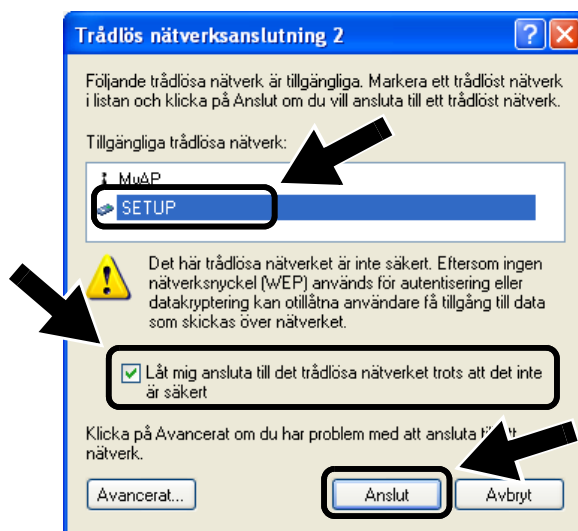 Trådlös nätverksanslutning 2
Följande trådlösa nätverk är tillgängliga. Markera ett trådlöst nätverk
i listan och klicka på Anslut om du vill ansluta till ett trådlöst nätverk.
Tillgängliga trådlösa nätverk:
MyAP
SETUP
Det här trådlösa nätverket är inte säkert. Eftersom ingen
nätverksnyckel (WEP) används för autentisering eller
datakryptering kan otillåtna användare få tillgång till data
som skickas över nätverket.
Låt mig ansluta till det trådlösa nätverket trots att det inte
är säkert
Klicka på Avancerat om du har problem med att ansluta till ett
nätverk.
Avancerat... Anslut Avbryt